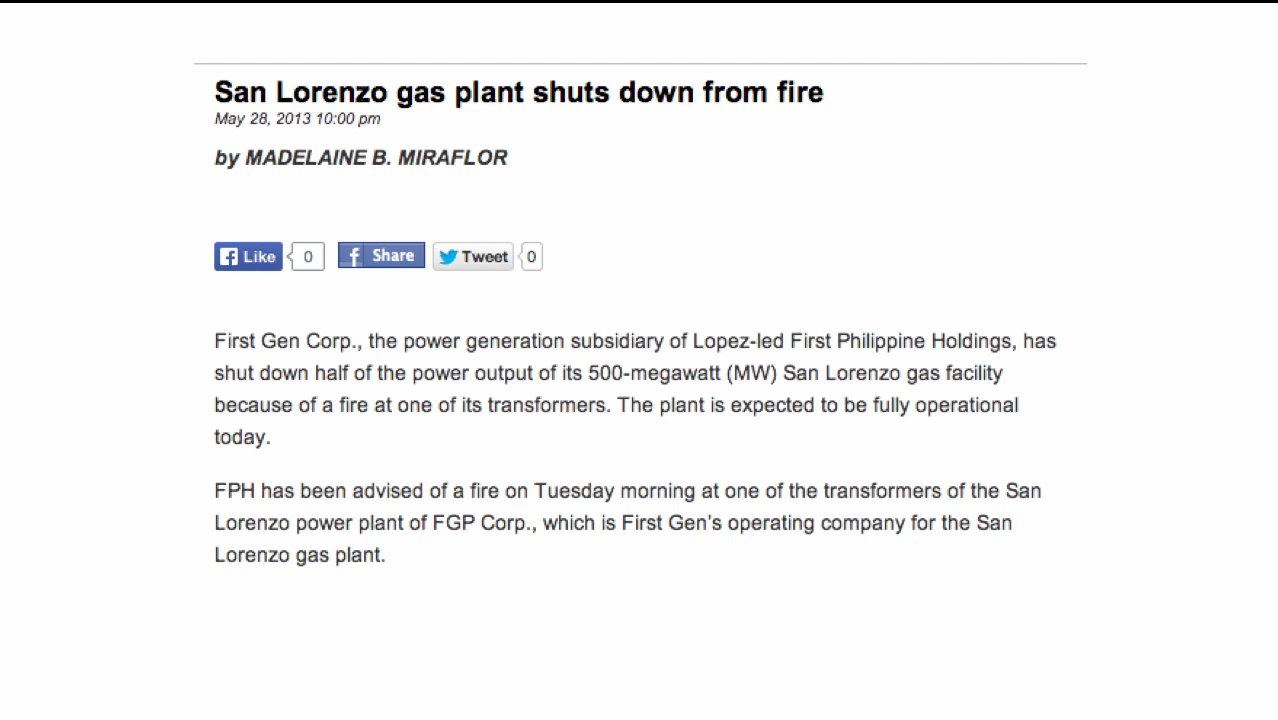 San Lorenzo gas plant shuts down from fire
May 28, 2013 10:00 pm
by MADELAINE B. MIRAFLOR
Like 0 Share Tweet 0
First Gen Corp., the power generation subsidiary of Lopez-led First Philippine Holdings, has
shut down half of the power output of its 500-megawatt (MW) San Lorenzo gas facility
because of a fire at one of its transformers. The plant is expected to be fully operational
today.
FPH has been advised of a fire on Tuesday morning at one of the transformers of the San
Lorenzo power plant of FGP Corp., which is First Gen's operating company for the San
Lorenzo gas plant.